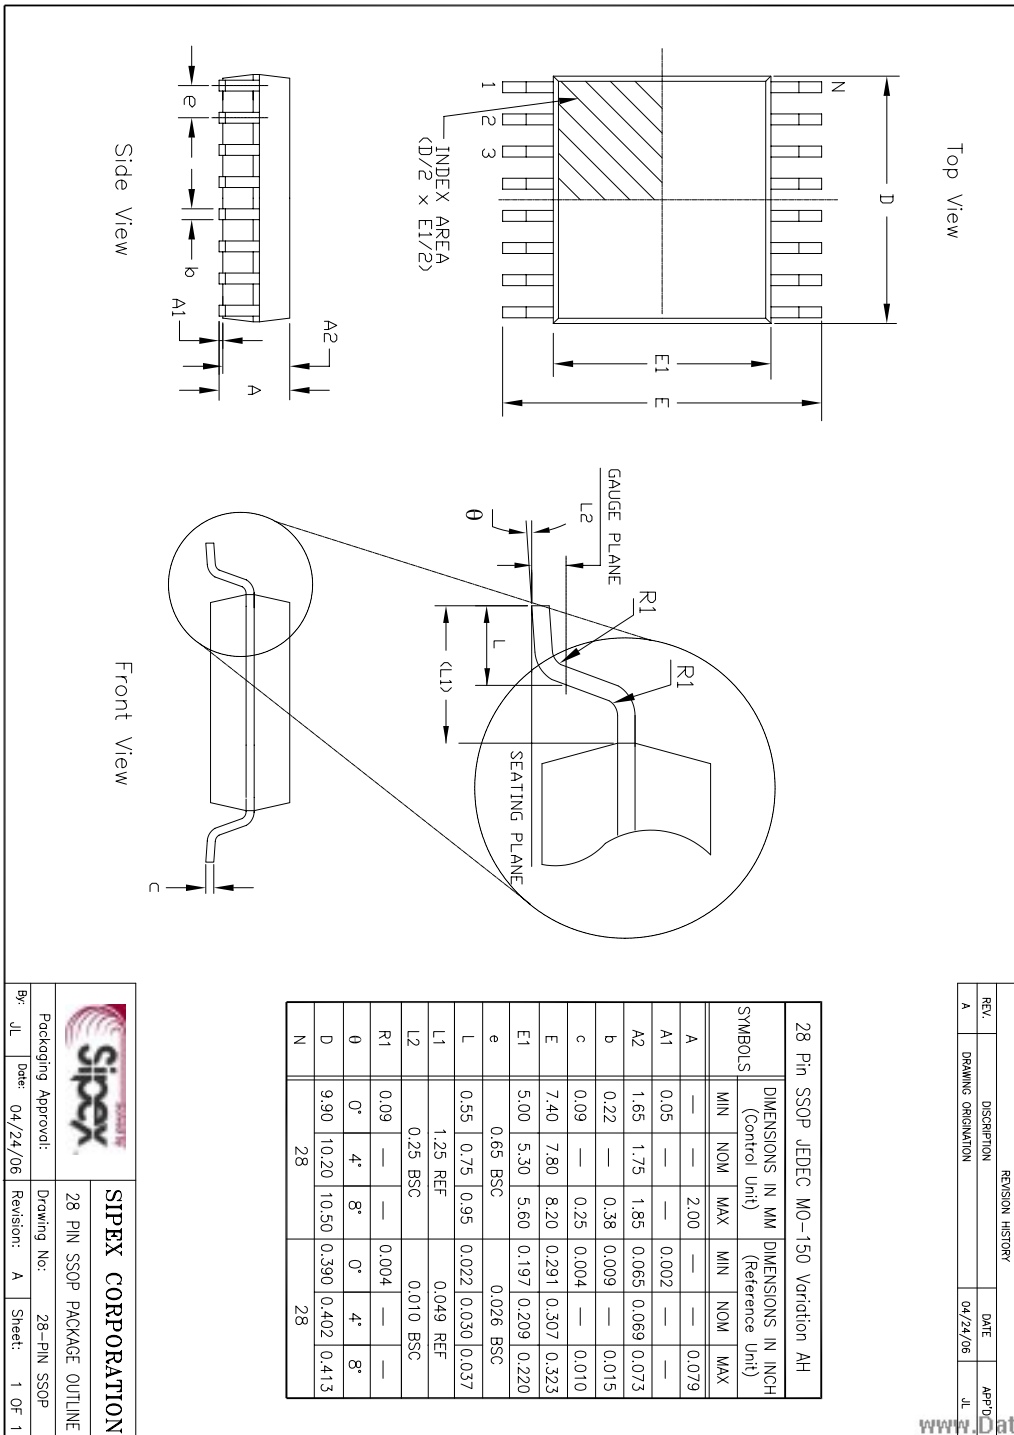 Top View
N
1
2
3
D
INDEX AREA
(D/2 x E1/2)
E1
E
Side View
e
b
A1
A2
A
GAUGE PLANE
L2
θ
R1
R1
L
(L1)
SEATING PLANE
Front View
c
REVISION HISTORY
REV. DISCRIPTION DATE APP'D
A DRAWING ORIGINATION 04/24/06 JL
28 Pin SSOP JEDEC MO-150 Variation AH
SYMBOLS DIMENSIONS IN MM (Control Unit) DIMENSIONS IN INCH (Reference Unit)
MIN NOM MAX MIN NOM MAX
A — — 2.00 — — 0.079
A1 0.05 — — 0.002 — —
A2 1.65 1.75 1.85 0.065 0.069 0.073
b 0.22 — 0.38 0.009 — 0.015
c 0.09 — 0.25 0.004 — 0.010
E 7.40 7.80 8.20 0.291 0.307 0.323
E1 5.00 5.30 5.60 0.197 0.209 0.220
e 0.65 BSC 0.026 BSC
L 0.55 0.75 0.95 0.022 0.030 0.037
L1 1.25 REF 0.049 REF
L2 0.25 BSC 0.010 BSC
R1 0.09 — — 0.004 — —
θ 0° 4° 8° 0° 4° 8°
D 9.90 10.20 10.50 0.390 0.402 0.413
N 28 28
Sipex
SIPEX CORPORATION
28 PIN SSOP PACKAGE OUTLINE
Packaging Approval: Drawing No: 28-PIN SSOP
By: JL Date: 04/24/06 Revision: A Sheet: 1 OF 1
www.Dat